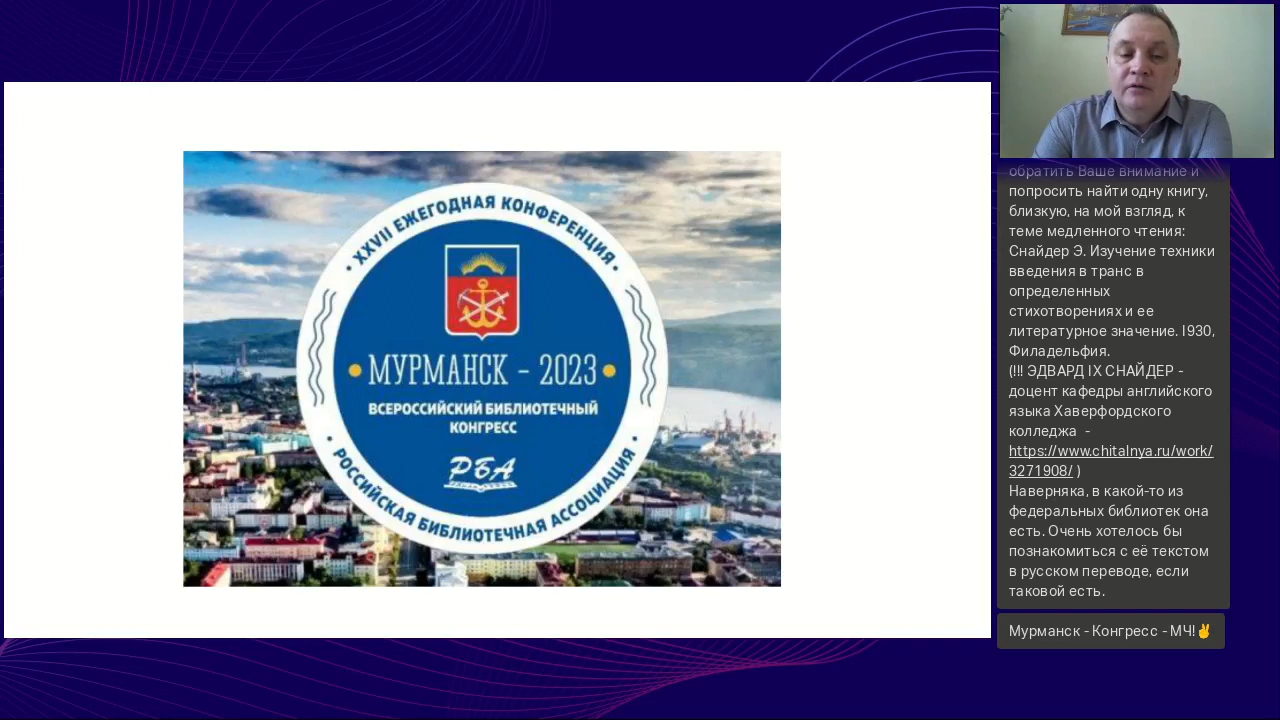 • XXVII ЕЖЕГОДНАЯ КОНФЕРЕНЦИЯ •
МУРМАНСК - 2023
ВСЕРОССИЙСКИЙ БИБЛИОТЕЧНЫЙ
КОНГРЕСС
РБА
• РОССИЙСКАЯ БИБЛИОТЕЧНАЯ АССОЦИАЦИЯ •
обратить Ваше внимание и
попросить найти одну книгу,
близкую, на мой взгляд, к
теме медленного чтения:
Снайдер Э. Изучение техники
введения в транс в
определенных
стихотворениях и ее
литературное значение. I930,
Филадельфия.
(!!! ЭДВАРД IX СНАЙДЕР -
доцент кафедры английского
языка Хаверфордского
колледжа -
https://www.chitalnya.ru/work/
3271908/ )
Наверняка, в какой-то из
федеральных библиотек она
есть. Очень хотелось бы
познакомиться с её текстом
в русском переводе, если
таковой есть.
Мурманск - Конгресс - МЧ!✌